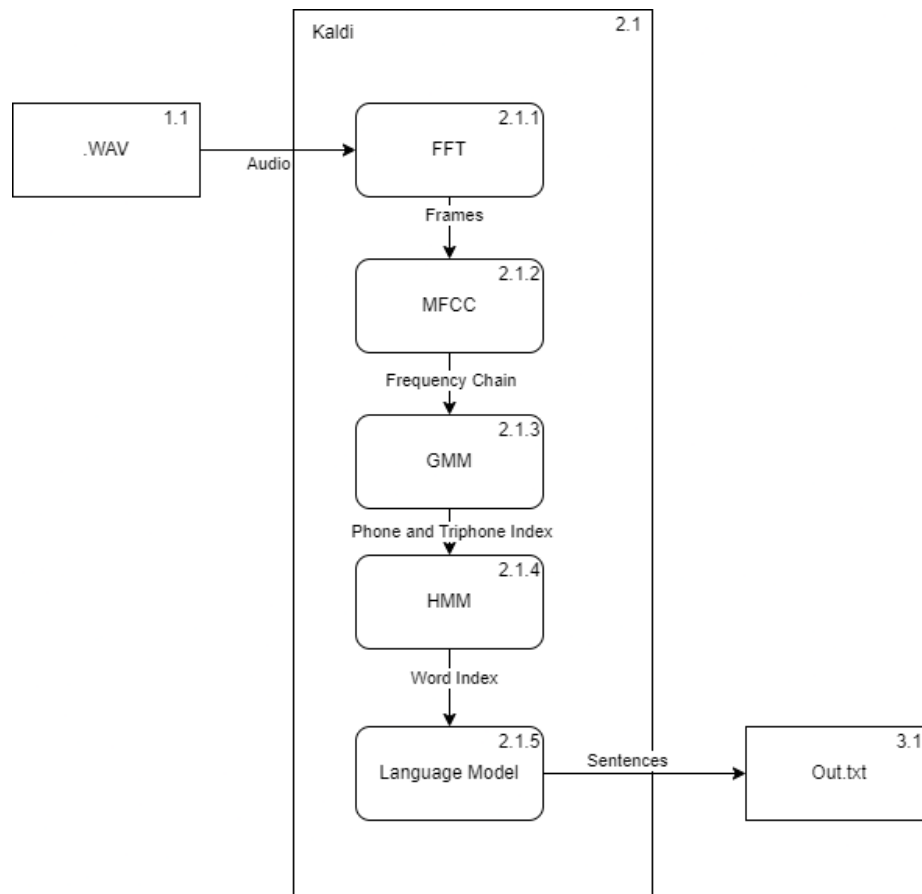 Kaldi
2.1
1.1
.WAV
Audio
2.1.1
FFT
Frames
2.1.2
MFCC
Frequency Chain
2.1.3
GMM
Phone and Triphone Index
2.1.4
HMM
Word Index
2.1.5
Language Model
Sentences
3.1
Out.txt